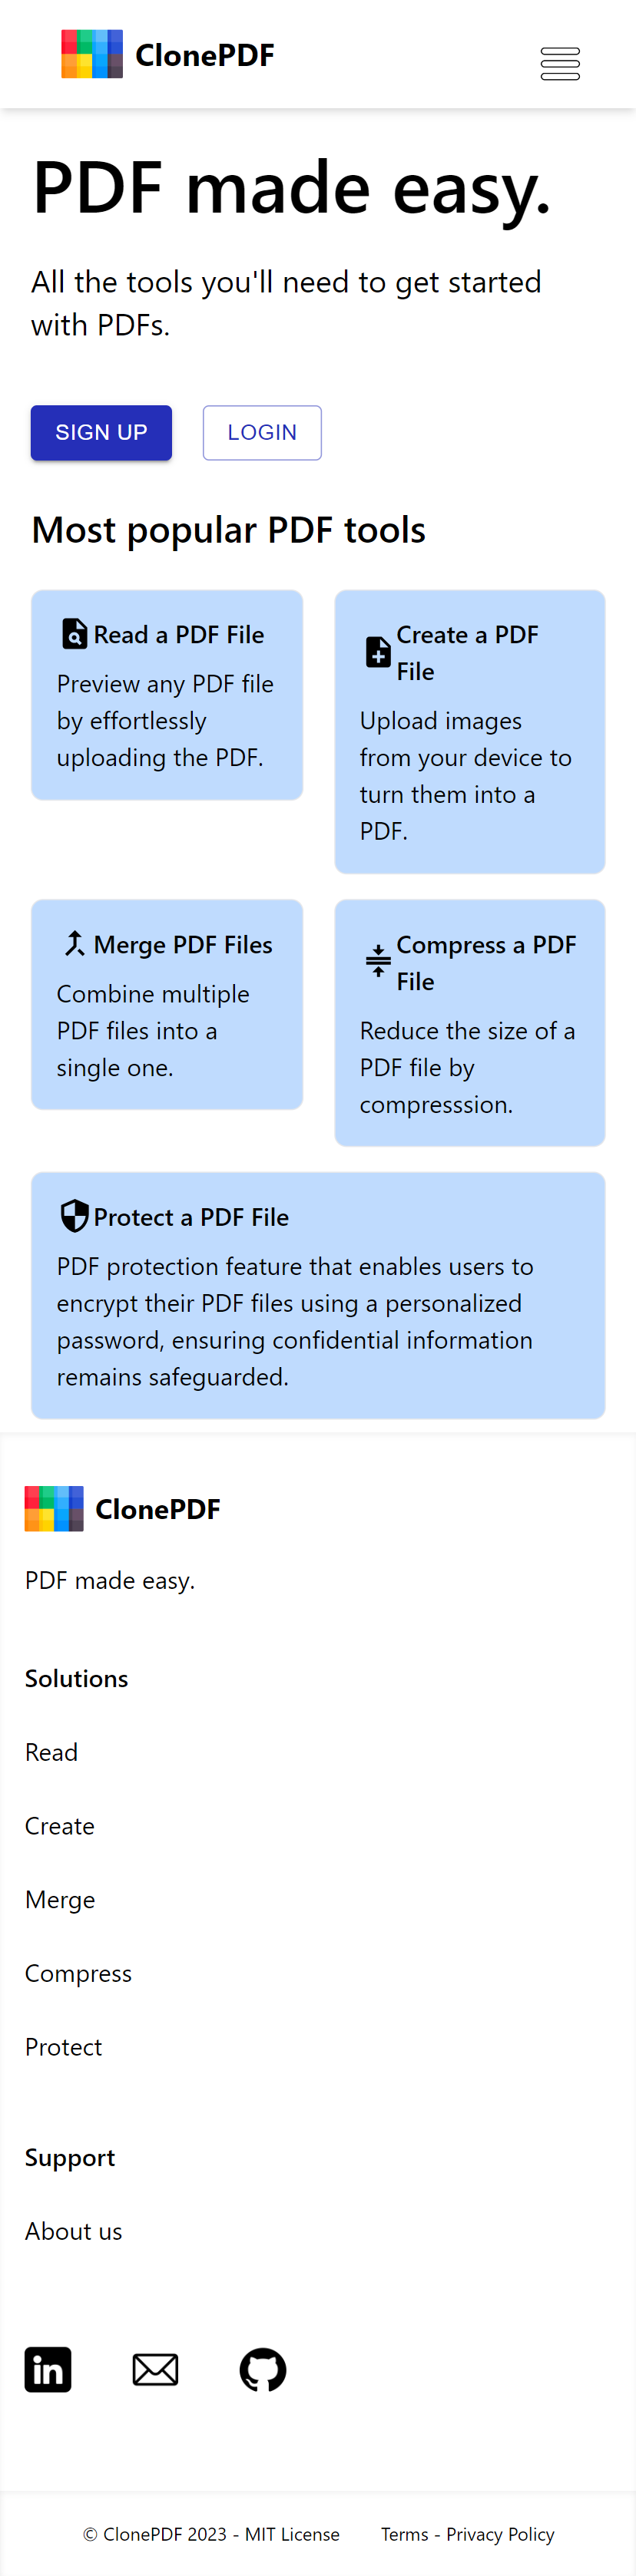 ClonePDF
PDF made easy.
All the tools you'll need to get started
with PDFs.
SIGN UP
LOGIN
Most popular PDF tools
Read a PDF File
Preview any PDF file
by effortlessly
uploading the PDF.
Create a PDF
File
Upload images
from your device to
turn them into a
PDF.
Merge PDF Files
Combine multiple
PDF files into a
single one.
Compress a PDF
File
Reduce the size of a
PDF file by
compresssion.
Protect a PDF File
PDF protection feature that enables users to
encrypt their PDF files using a personalized
password, ensuring confidential information
remains safeguarded.
ClonePDF
PDF made easy.
Solutions
Read
Create
Merge
Compress
Protect
Support
About us
in
© ClonePDF 2023 - MIT License
Terms - Privacy Policy